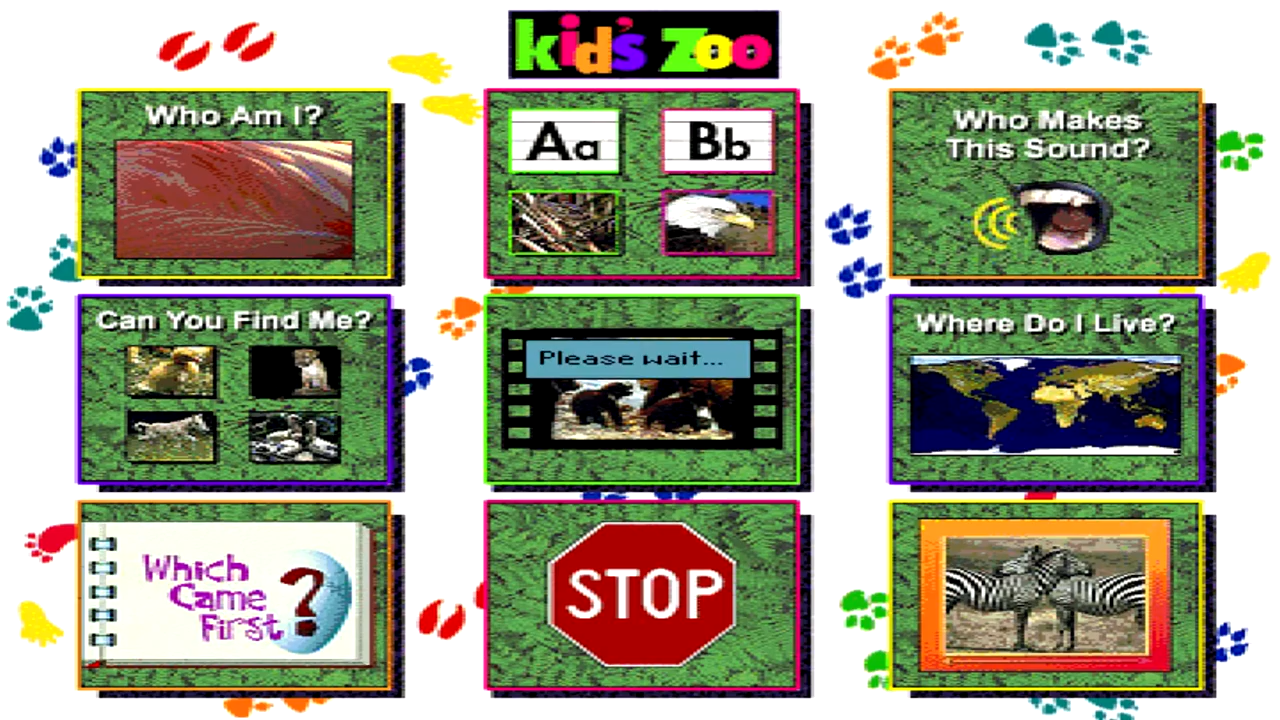 kid's zoo
Who Am I?
Aa
Bb
Who Makes
This Sound?
Can You Find Me?
Please wait...
Where Do I Live?
Which
Came
First
?
STOP